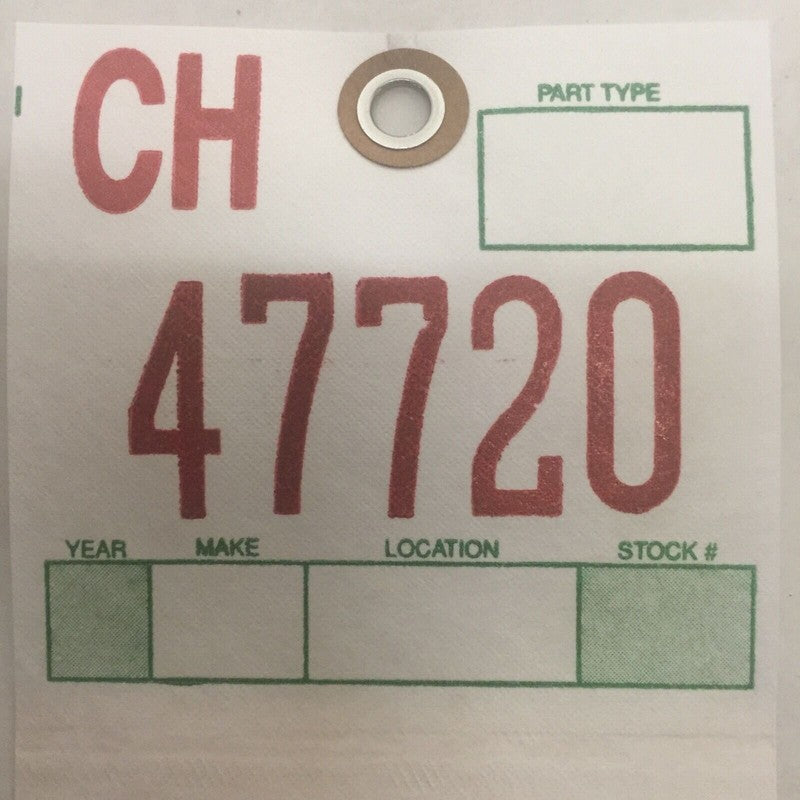 CH
PART TYPE
47720
YEAR MAKE LOCATION STOCK #